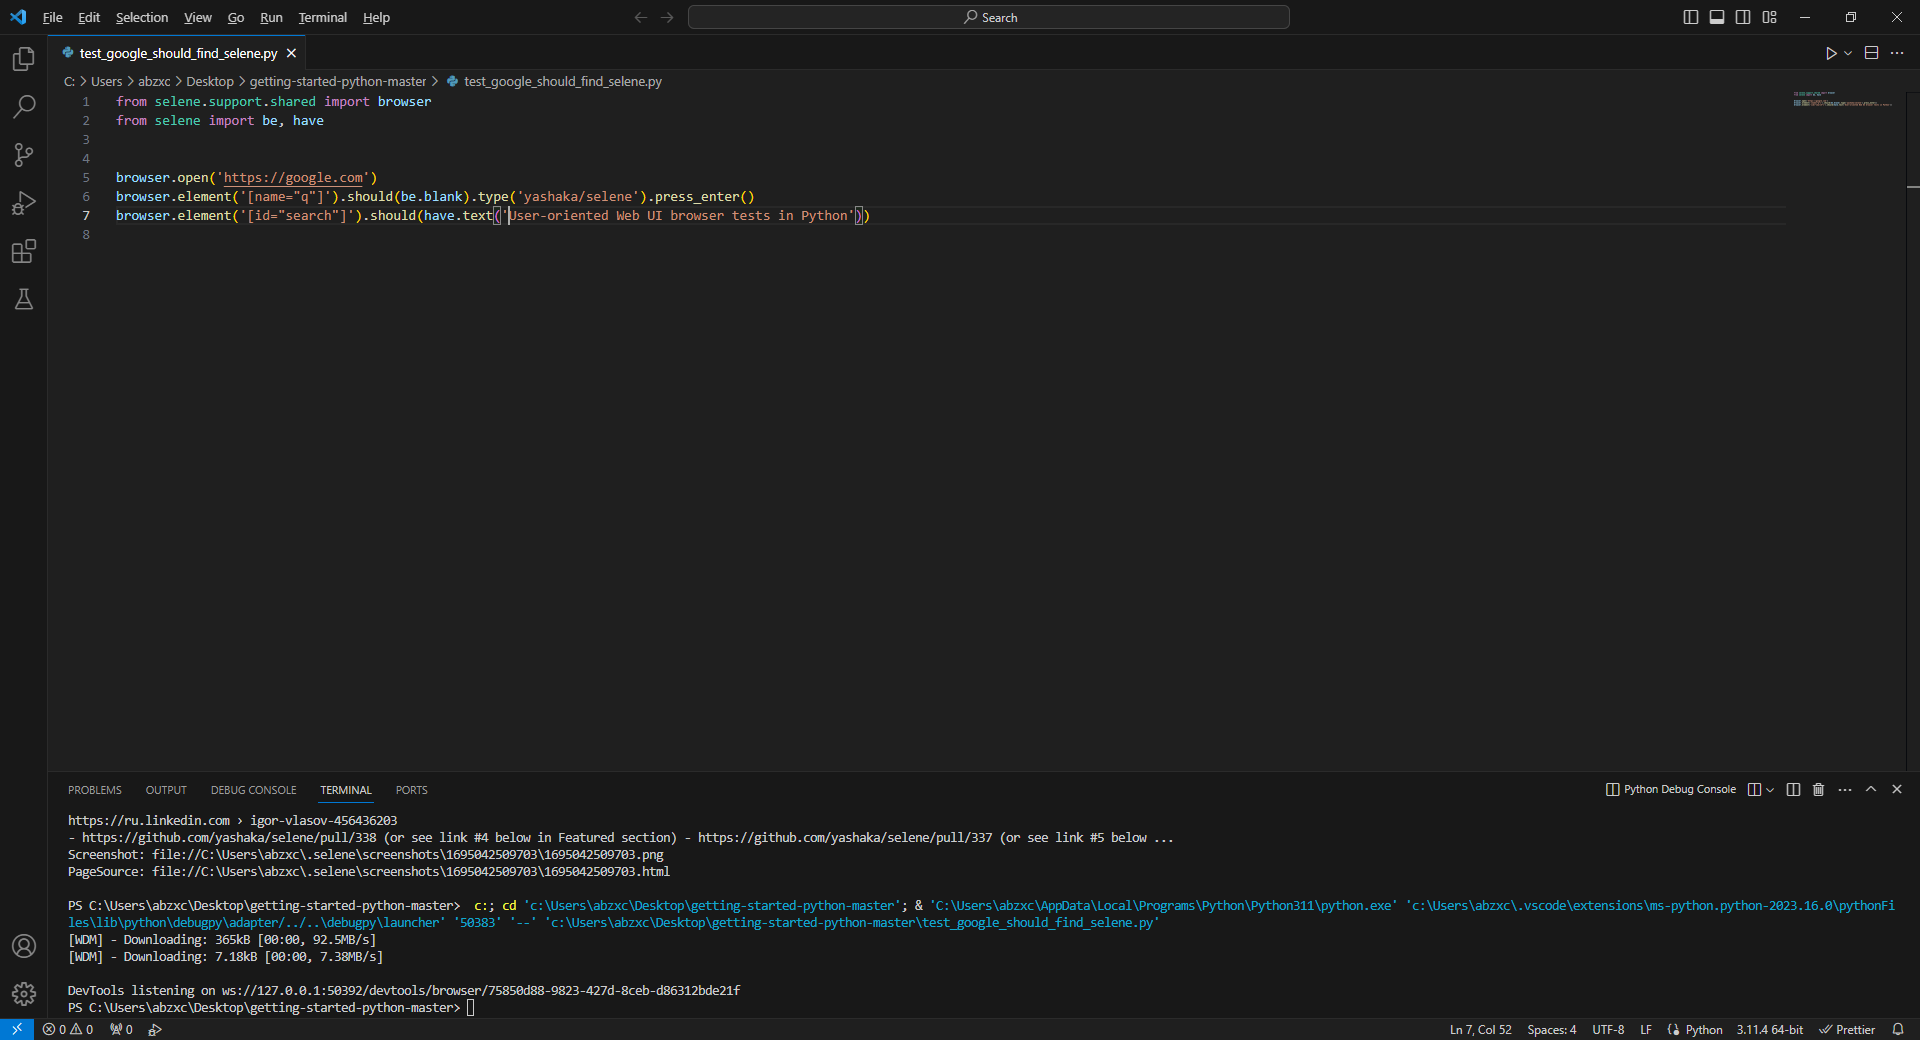 File Edit Selection View Go Run Terminal Help Search
test_google_should_find_selene.py
C: > Users > abzxc > Desktop > getting-started-python-master > test_google_should_find_selene.py
1 from selene.support.shared import browser
2 from selene import be, have
3
4
5 browser.open('https://google.com')
6 browser.element('[name="q"]').should(be.blank).type('yashaka/selene').press_enter()
7 browser.element('[id="search"]').should(have.text('User-oriented Web UI browser tests in Python'))
8
PROBLEMS OUTPUT DEBUG CONSOLE TERMINAL PORTS Python Debug Console
https://ru.linkedin.com › igor-vlasov-456436203
- https://github.com/yashaka/selene/pull/338 (or see link #4 below in Featured section) - https://github.com/yashaka/selene/pull/337 (or see link #5 below ...
Screenshot: file://C:\Users\abzxc\.selene\screenshots\1695042509703\1695042509703.png
PageSource: file://C:\Users\abzxc\.selene\screenshots\1695042509703\1695042509703.html
PS C:\Users\abzxc\Desktop\getting-started-python-master>  c:; cd 'c:\Users\abzxc\Desktop\getting-started-python-master'; & 'C:\Users\abzxc\AppData\Local\Programs\Python\Python311\python.exe' 'c:\Users\abzxc\.vscode\extensions\ms-python.python-2023.16.0\pythonFi
les\lib\python\debugpy\adapter/../..\debugpy\launcher' '50383' '--' 'c:\Users\abzxc\Desktop\getting-started-python-master\test_google_should_find_selene.py'
[WDM] - Downloading: 365kB [00:00, 92.5MB/s]
[WDM] - Downloading: 7.18kB [00:00, 7.38MB/s]
DevTools listening on ws://127.0.0.1:50392/devtools/browser/75850d88-9823-427d-8ceb-d86312bde21f
PS C:\Users\abzxc\Desktop\getting-started-python-master>
0 0 0 Ln 7, Col 52 Spaces: 4 UTF-8 LF Python 3.11.4 64-bit Prettier